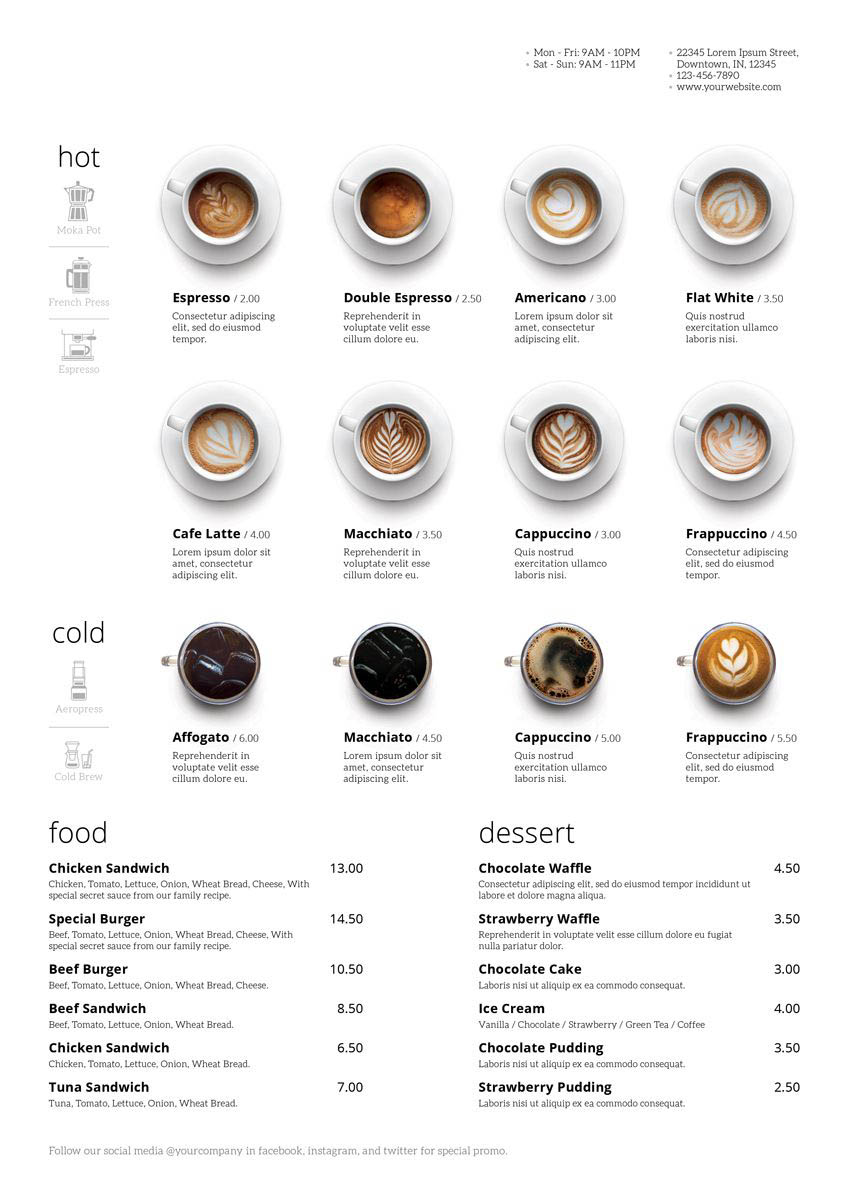 Mon - Fri: 9AM - 10PM
Sat - Sun: 9AM - 11PM
22345 Lorem Ipsum Street,
Downtown, IN, 12345
123-456-7890
www.yourwebsite.com
hot
Moka Pot
French Press
Espresso
Espresso / 2.00
Consectetur adipiscing
elit, sed do eiusmod
tempor.
Double Espresso / 2.50
Reprehenderit in
voluptate velit esse
cillum dolore eu.
Americano / 3.00
Lorem ipsum dolor sit
amet, consectetur
adipiscing elit.
Flat White / 3.50
Quis nostrud
exercitation ullamco
laboris nisi.
Cafe Latte / 4.00
Lorem ipsum dolor sit
amet, consectetur
adipiscing elit.
Macchiato / 3.50
Reprehenderit in
voluptate velit esse
cillum dolore eu.
Cappuccino / 3.00
Quis nostrud
exercitation ullamco
laboris nisi.
Frappuccino / 4.50
Consectetur adipiscing
elit, sed do eiusmod
tempor.
cold
Aeropress
Cold Brew
Affogato / 6.00
Reprehenderit in
voluptate velit esse
cillum dolore eu.
Macchiato / 4.50
Lorem ipsum dolor sit
amet, consectetur
adipiscing elit.
Cappuccino / 5.00
Quis nostrud
exercitation ullamco
laboris nisi.
Frappuccino / 5.50
Consectetur adipiscing
elit, sed do eiusmod
tempor.
food
Chicken Sandwich 13.00
Chicken, Tomato, Lettuce, Onion, Wheat Bread, Cheese, With
special secret sauce from our family recipe.
Special Burger 14.50
Beef, Tomato, Lettuce, Onion, Wheat Bread, Cheese, With
special secret sauce from our family recipe.
Beef Burger 10.50
Beef, Tomato, Lettuce, Onion, Wheat Bread, Cheese.
Beef Sandwich 8.50
Beef, Tomato, Lettuce, Onion, Wheat Bread.
Chicken Sandwich 6.50
Chicken, Tomato, Lettuce, Onion, Wheat Bread.
Tuna Sandwich 7.00
Tuna, Tomato, Lettuce, Onion, Wheat Bread.
dessert
Chocolate Waffle 4.50
Consectetur adipiscing elit, sed do eiusmod tempor incididunt ut
labore et dolore magna aliqua.
Strawberry Waffle 3.50
Reprehenderit in voluptate velit esse cillum dolore eu fugiat
nulla pariatur dolor.
Chocolate Cake 3.00
Laboris nisi ut aliquip ex ea commodo consequat.
Ice Cream 4.00
Vanilla / Chocolate / Strawberry / Green Tea / Coffee
Chocolate Pudding 3.50
Laboris nisi ut aliquip ex ea commodo consequat.
Strawberry Pudding 2.50
Laboris nisi ut aliquip ex ea commodo consequat.
Follow our social media @yourcompany in facebook, instagram, and twitter for special promo.